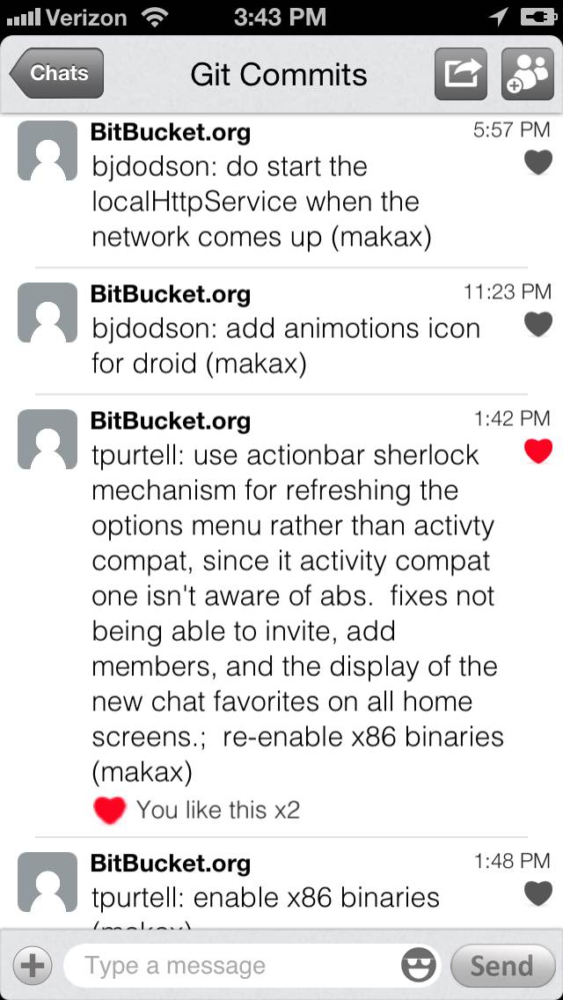 Verizon 3:43 PM
Chats Git Commits
BitBucket.org 5:57 PM
bjdodson: do start the
localHttpService when the
network comes up (makax)
BitBucket.org 11:23 PM
bjdodson: add animotions icon
for droid (makax)
BitBucket.org 1:42 PM
tpurtell: use actionbar sherlock
mechanism for refreshing the
options menu rather than activty
compat, since it activity compat
one isn't aware of abs.  fixes not
being able to invite, add
members, and the display of the
new chat favorites on all home
screens.;  re-enable x86 binaries
(makax)
You like this x2
BitBucket.org 1:48 PM
tpurtell: enable x86 binaries
(makax)
Type a message Send